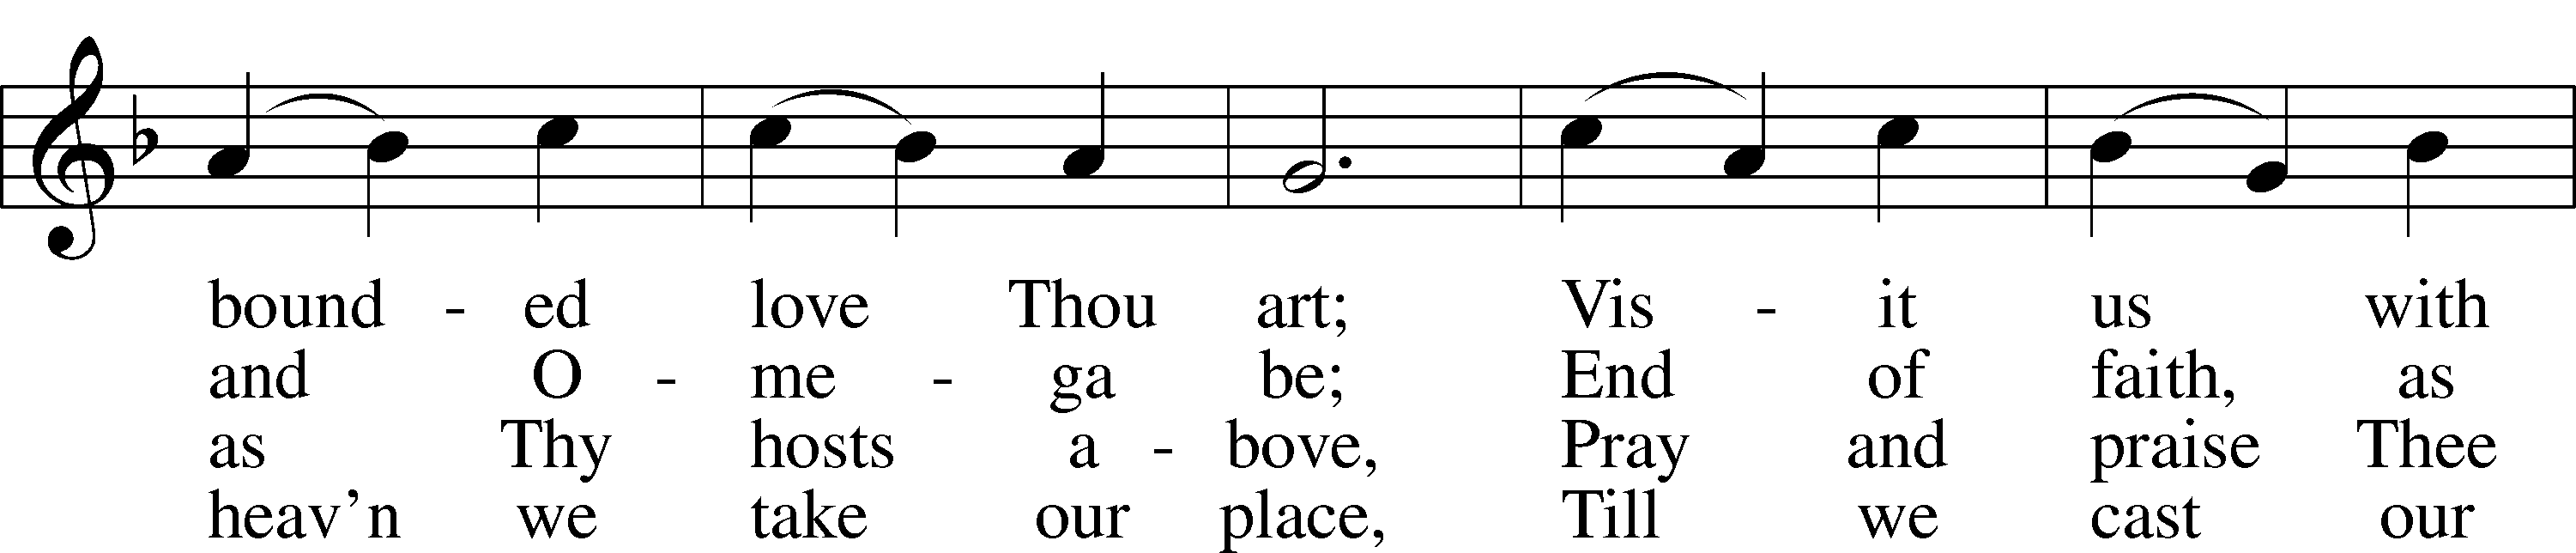 bound - ed love Thou art; Vis - it us with
and O - me - ga be; End of faith, as
as Thy hosts a - bove, Pray and praise Thee
heav'n we take our place, Till we cast our